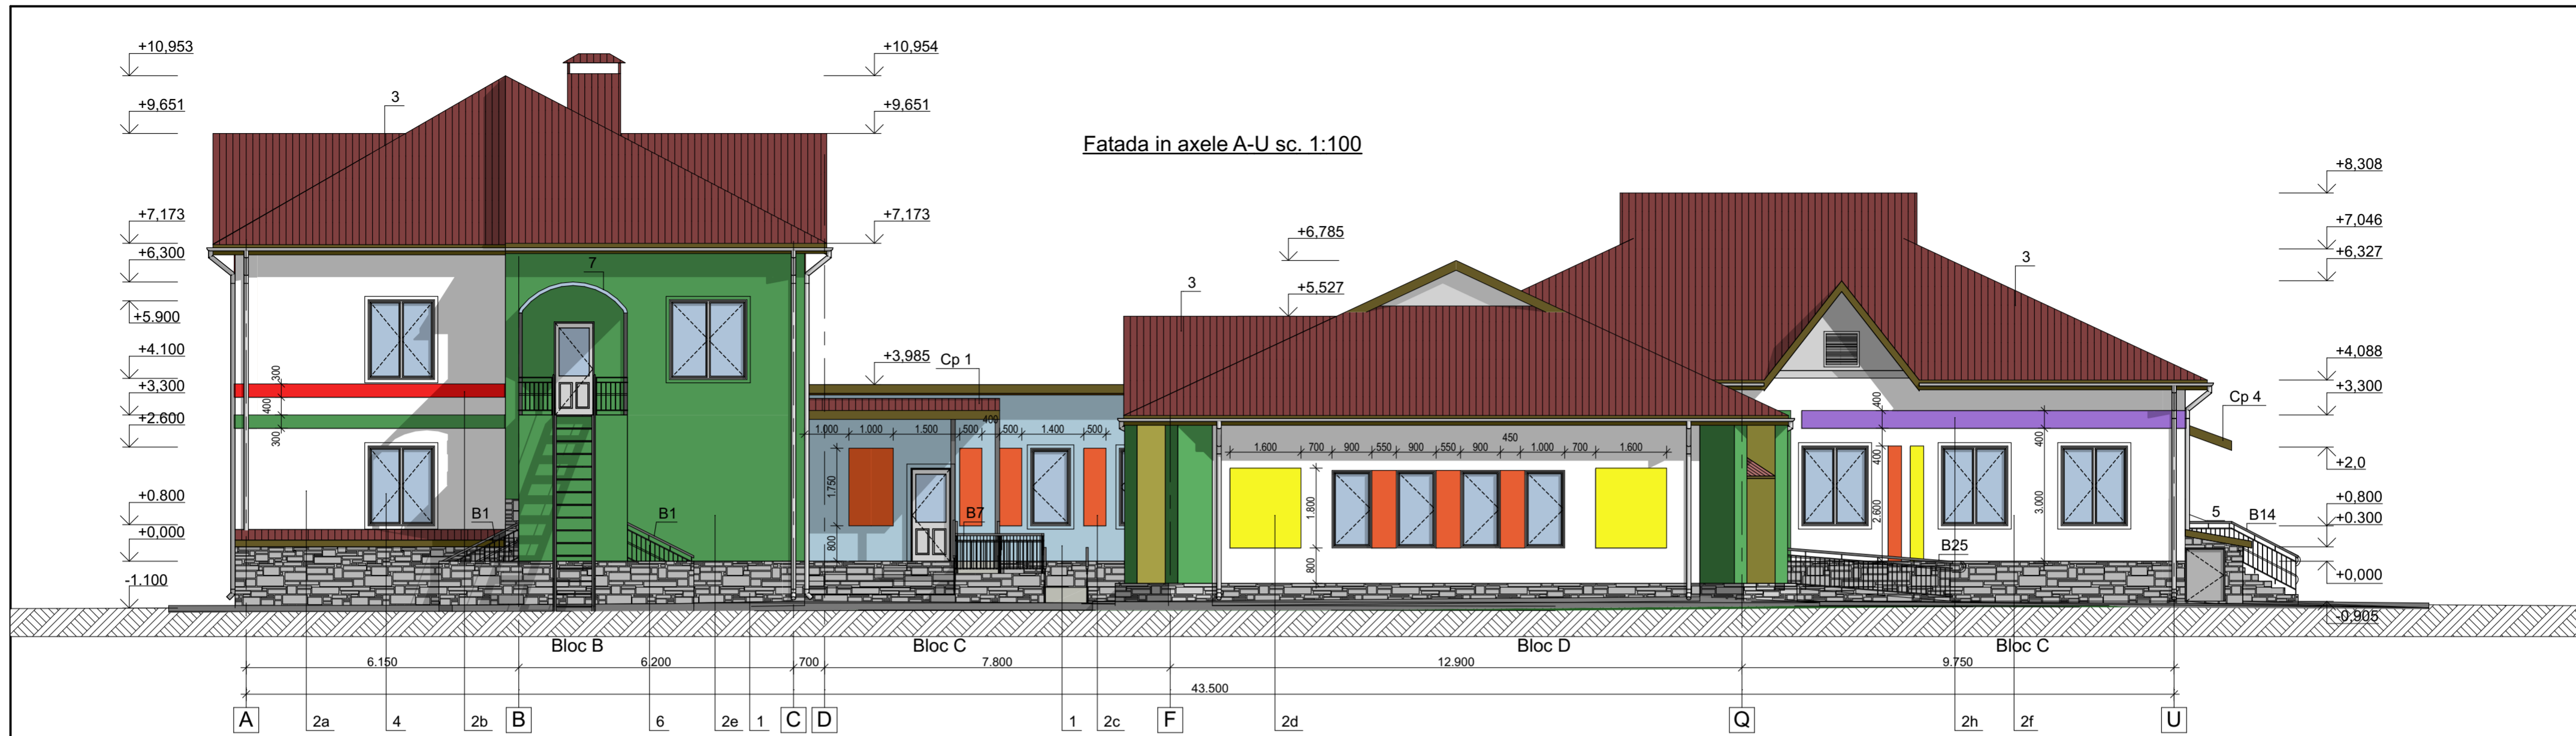 Fatada in axele A-U sc. 1:100
+10,953
+9,651
+7,173
+6,300
+5.900
+4.100
+3,300
+2.600
+0.800
+0,000
-1.100
3
7
300
400
300
B1
B1
+10,954
+9,651
+7,173
+3,985
Cp 1
400
1.000
1.000
1.500
500
500
1.400
500
1.750
800
B7
+6,785
+5,527
3
450
1.600
700
900
550
900
550
900
1.000
700
1.600
1.800
800
3
400
400
400
2.600
3.000
B25
Cp 4
5
B14
+8,308
+7,046
+6,327
+4,088
+3,300
+2,0
+0,800
+0.300
+0,000
-0,905
Bloc B
Bloc C
Bloc D
Bloc C
6.150
6.200
700
7.800
12.900
9.750
43.500
A
2a
4
2b
B
6
2e
1
C
D
1
2c
F
2d
Q
2h
2f
U